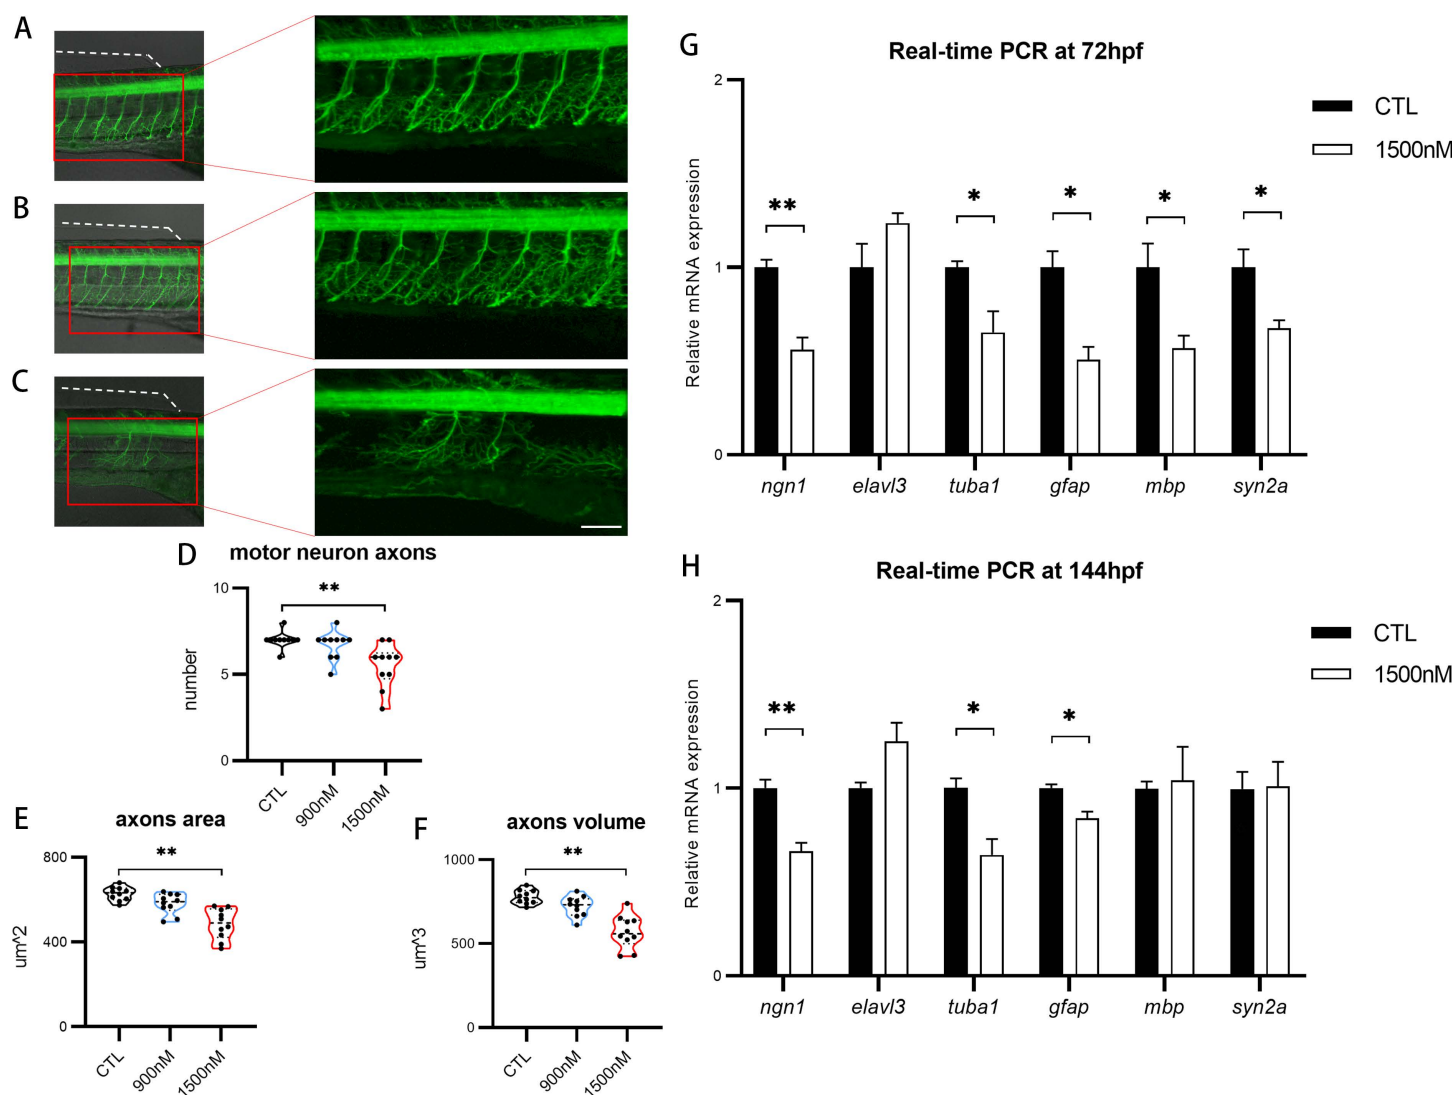 A
B
C
D
motor neuron axons
**
10
5
0
number
CTL
900nM
1500nM
E
axons area
**
800
400
0
um^2
CTL
900nM
1500nM
F
axons volume
**
1000
500
0
um^3
CTL
900nM
1500nM
G
Real-time PCR at 72hpf
2
1
0
Relative mRNA expression
** * * * *
ngn1 elavl3 tuba1 gfap mbp syn2a
CTL
1500nM
H
Real-time PCR at 144hpf
2
1
0
Relative mRNA expression
** * *
ngn1 elavl3 tuba1 gfap mbp syn2a
CTL
1500nM